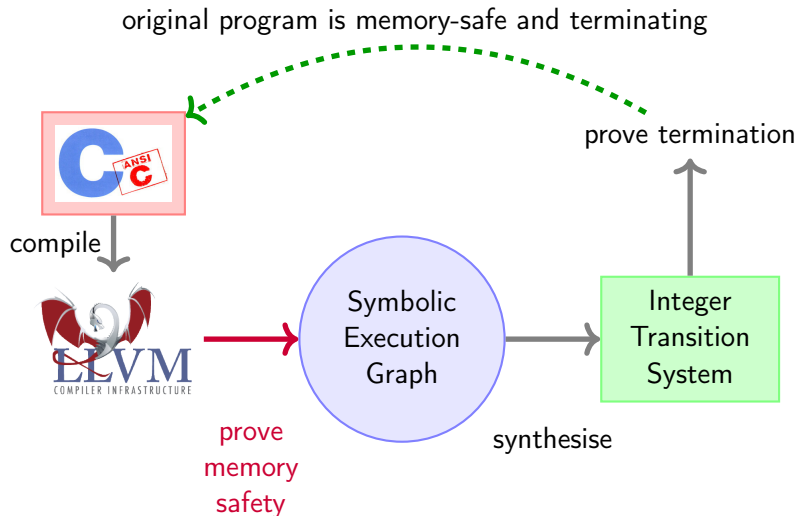 original program is memory-safe and terminating
C
ANSI
C
prove termination
compile
LLVM
COMPILER INFRASTRUCTURE
Symbolic
Execution
Graph
Integer
Transition
System
prove
memory
safety
synthesise